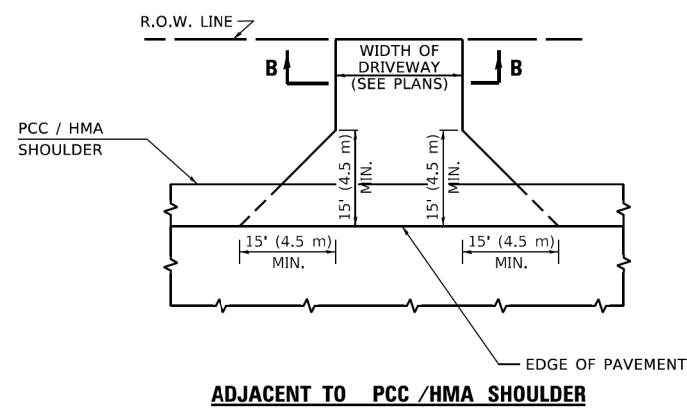 R.O.W. LINE
WIDTH OF
DRIVEWAY
(SEE PLANS)
B
B
PCC / HMA
SHOULDER
15' (4.5 m)
MIN.
15' (4.5 m)
MIN.
15' (4.5 m)
MIN.
15' (4.5 m)
MIN.
EDGE OF PAVEMENT
ADJACENT TO PCC /HMA SHOULDER